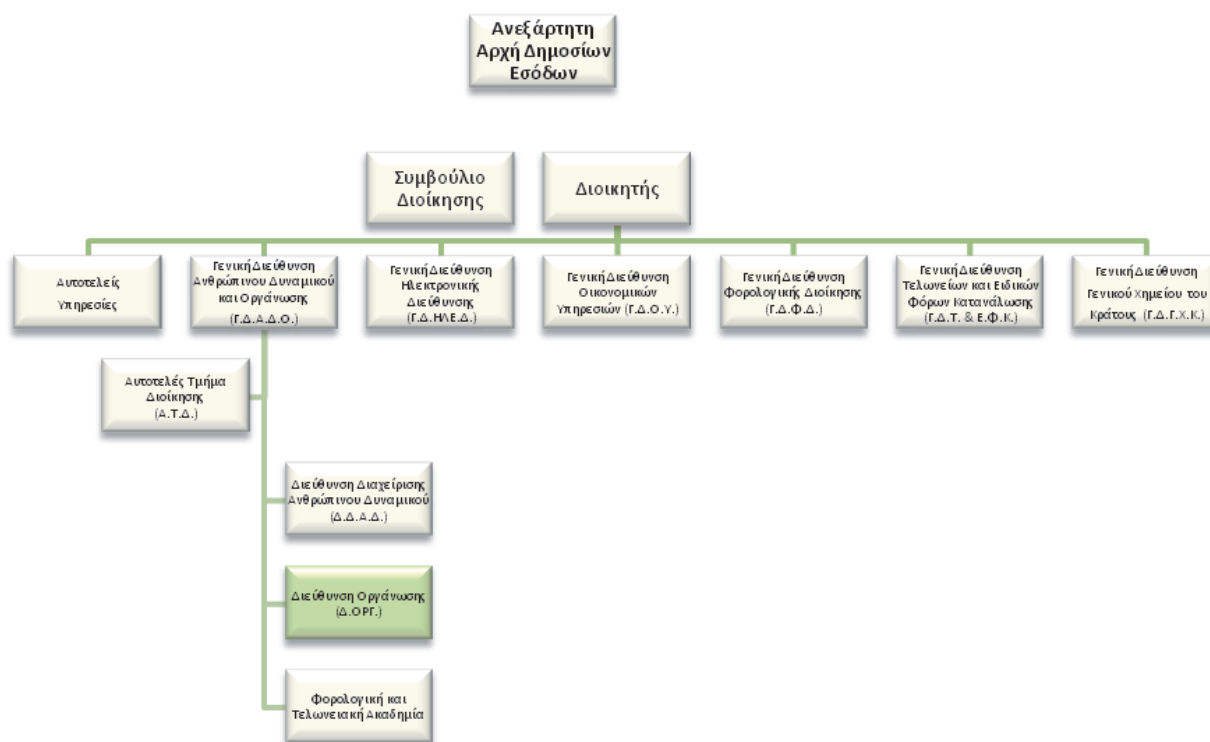 Ανεξάρτητη
Αρχή Δημοσίων
Εσόδων
Συμβούλιο
Διοίκησης
Διοικητής
Αυτοτελείς
Υπηρεσίες
Γενική Διεύθυνση
Ανθρώπινου Δυναμικού
και Οργάνωσης
(Γ.Δ.Α.Δ.Ο.)
Γενική Διεύθυνση
Ηλεκτρονικής
Διεύθυνσης
(Γ.Δ.ΗΛΕ.Δ.)
Γενική Διεύθυνση
Οικονομικών
Υπηρεσιών (Γ.Δ.Ο.Υ.)
Γενική Διεύθυνση
Φορολογικής Διοίκησης
(Γ.Δ.Φ.Δ.)
Γενική Διεύθυνση
Τελωνείων και Ειδικών
Φόρων Κατανάλωσης
(Γ.Δ.Τ. & Ε.Φ.Κ.)
Γενική Διεύθυνση
Γενικού Χημείου του
Κράτους (Γ.Δ.Γ.Χ.Κ.)
Αυτοτελές Τμήμα
Διοίκησης
(Α.Τ.Δ.)
Διεύθυνση Διαχείρισης
Ανθρώπινου Δυναμικού
(Δ.Δ.Α.Δ.)
Διεύθυνση Οργάνωσης
(Δ.ΟΡΓ.)
Φορολογική και
Τελωνειακή Ακαδημία